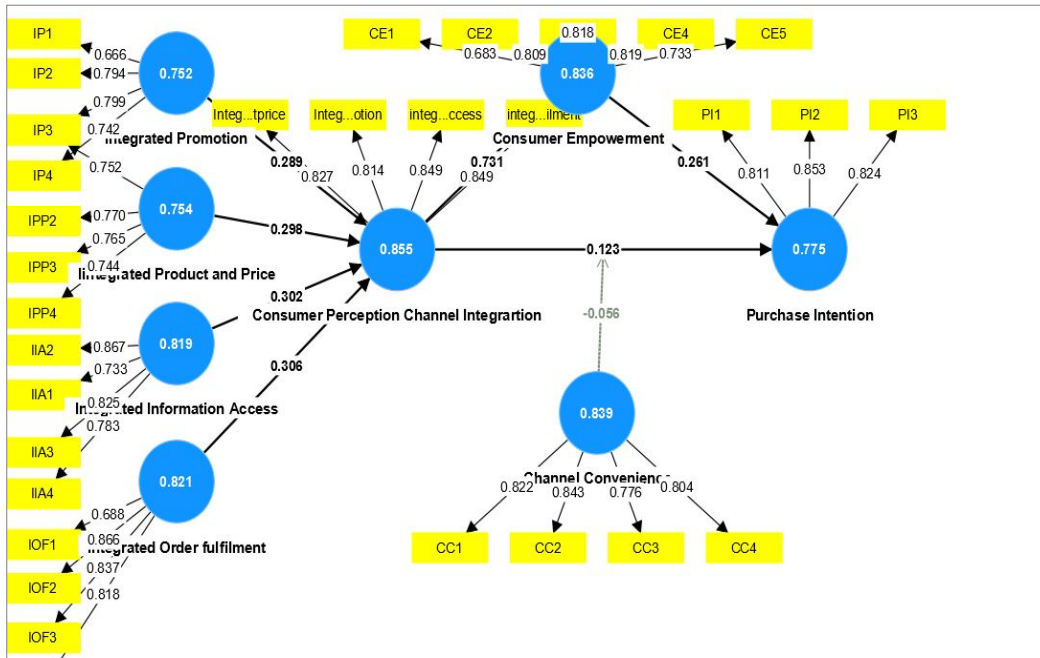 IP1
IP2
IP3
IP4
0.666
0.794
0.799
0.742
0.752
Integrated Promotion
IPP2
IPP3
IPP4
0.752
0.770
0.765
0.744
0.754
Iintegrated Product and Price
IIA2
IIA1
IIA3
IIA4
0.867
0.733
0.825
0.783
0.819
Integrated Information Access
IOF1
IOF2
IOF3
0.688
0.866
0.837
0.818
0.821
Integrated Order fulfilment
0.289
0.298
0.302
0.306
Integ...tprice
Integ...otion
integ...ccess
integ...ilment
0.827
0.814
0.849
0.849
0.855
Consumer Perception Channel Integrartion
0.731
CE1
CE2
CE4
CE5
0.683
0.809
0.818
0.819
0.733
0.836
Consumer Empowerment
0.261
0.123
-0.056
PI1
PI2
PI3
0.811
0.853
0.824
0.775
Purchase Intention
0.839
Channel Convenience
0.822
0.843
0.776
0.804
CC1
CC2
CC3
CC4